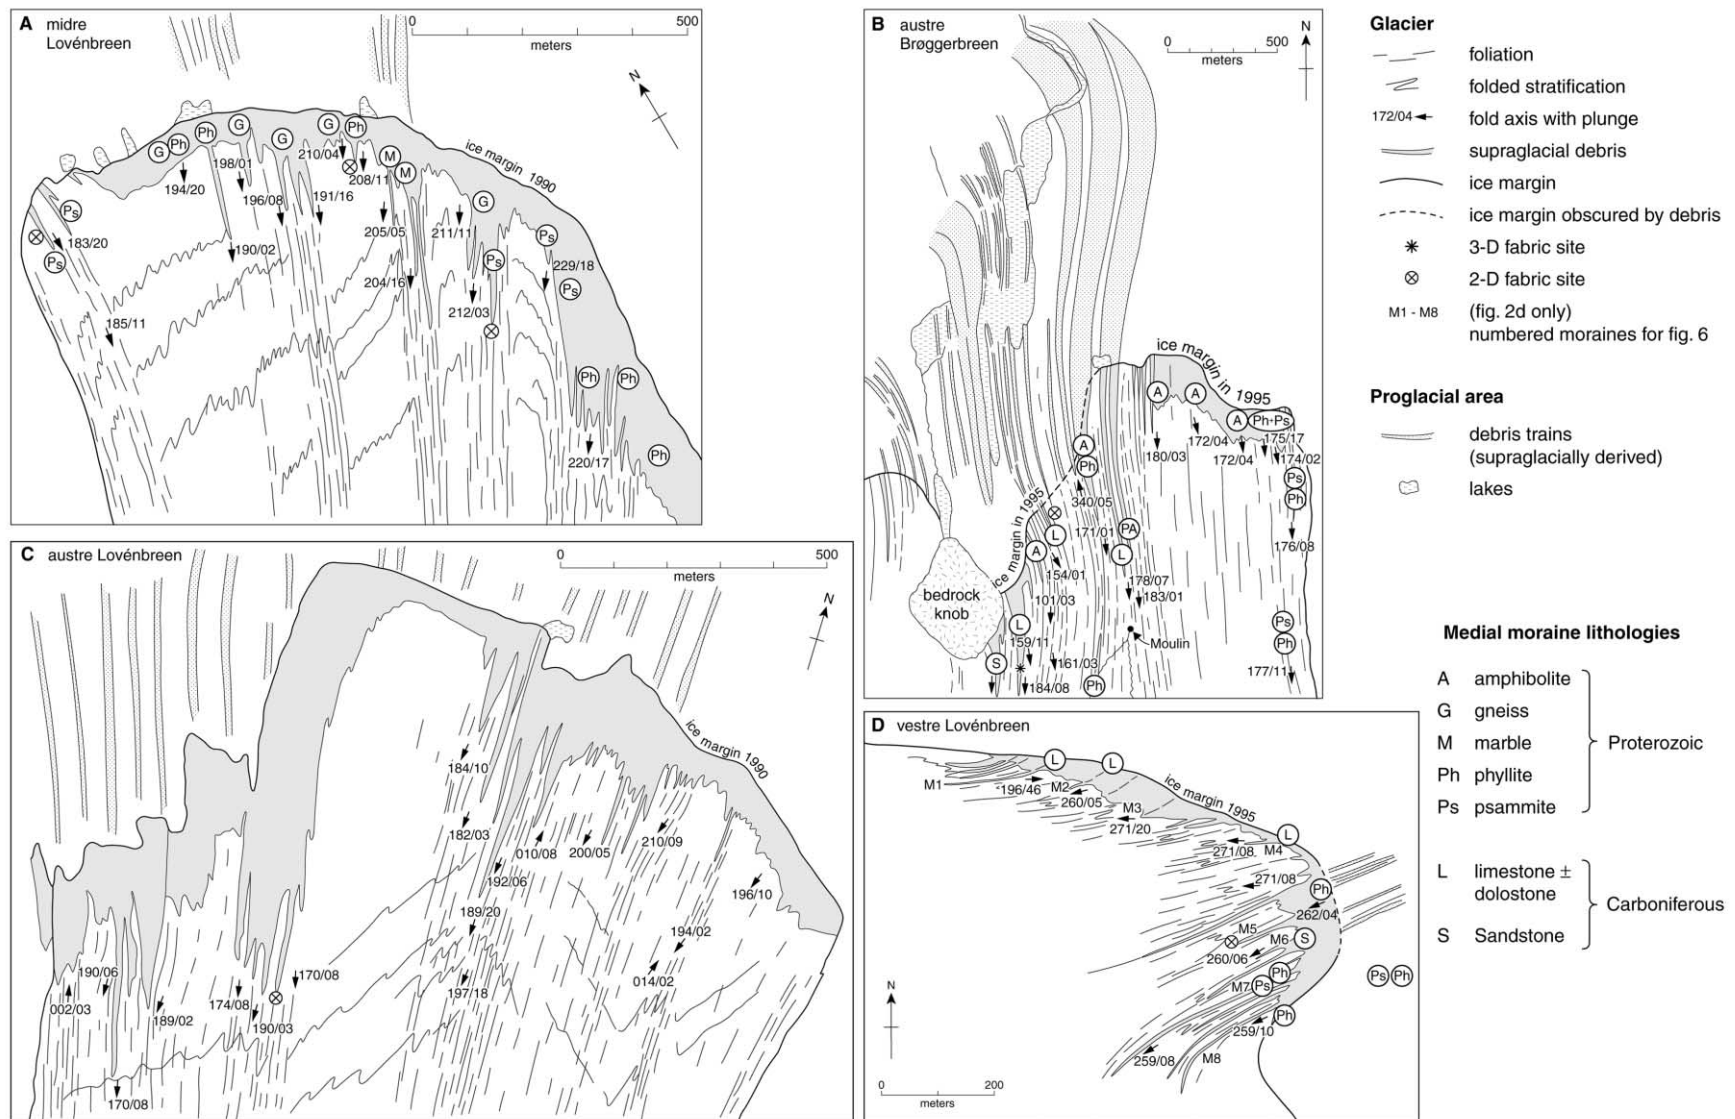 A midre
Lovénbreen
0 500
meters
N
ice margin 1990
G
Ph
Ph
G
G
G
Ph
M
M
G
Ps
Ps
Ps
Ps
Ps
Ph
Ph
Ph
194/20
198/01
196/08
210/04
208/11
191/16
190/02
205/05
204/16
211/11
212/03
229/18
220/17
183/20
185/11
B austre
Brøggerbreen
0 500
meters
N
ice margin in 1995
ice margin in 1995
A
A
A
Ph+Ps
175/17
174/02
172/04
172/04
180/03
Ps
Ph
176/08
A
Ph
340/05
171/01
PA
L
L
A
154/01
101/03
178/07
183/01
bedrock
knob
L
159/11
161/03
S
184/08
Ph
Moulin
Ps
Ph
177/11
C austre Lovénbreen
0 500
meters
N
ice margin 1990
184/10
182/03
192/06
010/08
200/05
210/09
196/10
189/20
194/02
197/18
014/02
190/06
002/03
189/02
174/08
190/03
170/08
170/08
D vestre Lovénbreen
L
L
M1
196/46
M2
260/05
M3
271/20
ice margin 1995
L
271/08
M4
271/08
Ph
262/04
M5
M6
S
260/06
Ph
M7
Ps
Ph
259/10
259/08
M8
Ps
Ph
N
0 200
meters
Glacier
foliation
folded stratification
172/04 fold axis with plunge
supraglacial debris
ice margin
ice margin obscured by debris
3-D fabric site
2-D fabric site
M1 - M8 (fig. 2d only)
numbered moraines for fig. 6
Proglacial area
debris trains
(supraglacially derived)
lakes
Medial moraine lithologies
A amphibolite
G gneiss
M marble
Ph phyllite
Ps psammite
Proterozoic
L limestone ±
dolostone
S Sandstone
Carboniferous